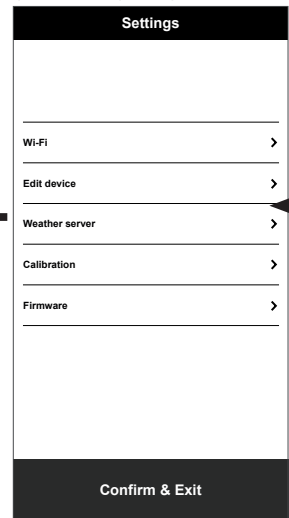 Settings
Wi-Fi
Edit device
Weather server
Calibration
Firmware
Confirm & Exit